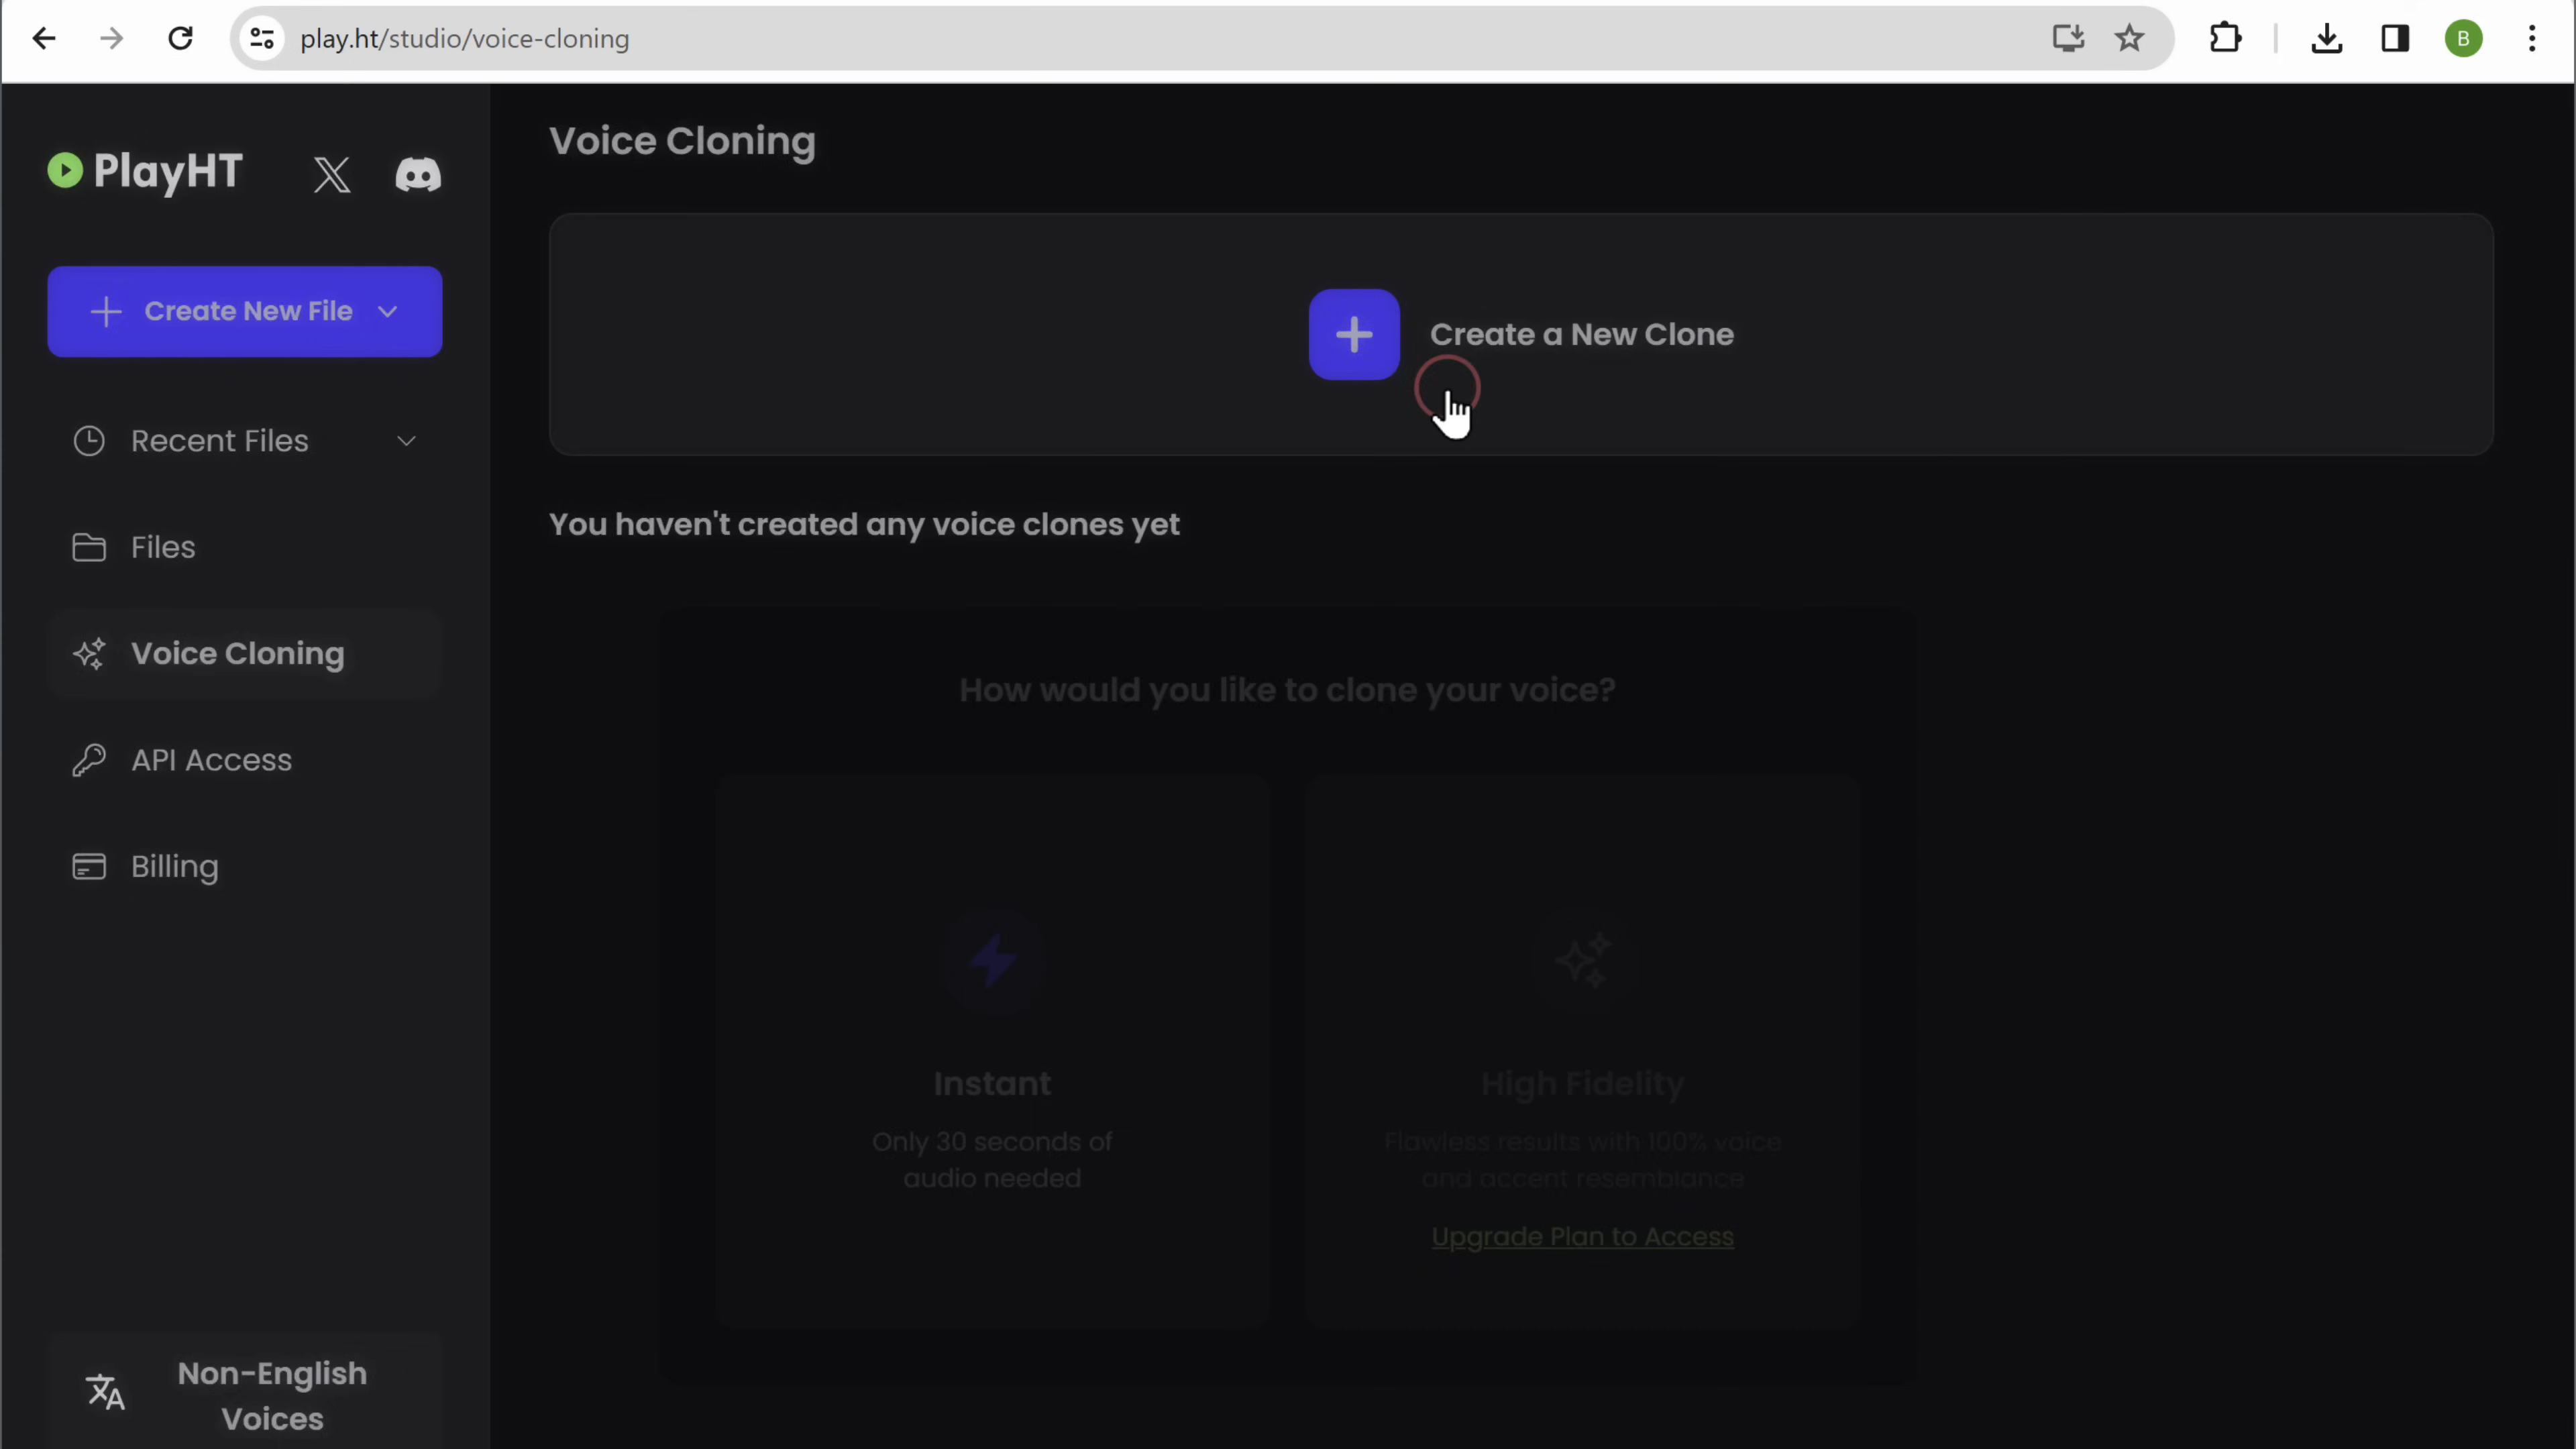 play.ht/studio/voice-cloning
B
PlayHT
Create New File
Recent Files
Files
Voice Cloning
API Access
Billing
Non-English
Voices
Voice Cloning
Create a New Clone
You haven't created any voice clones yet
How would you like to clone your voice?
Instant
Only 30 seconds of
audio needed
High Fidelity
Flawless results with 100% voice
and accent resemblance
Upgrade Plan to Access